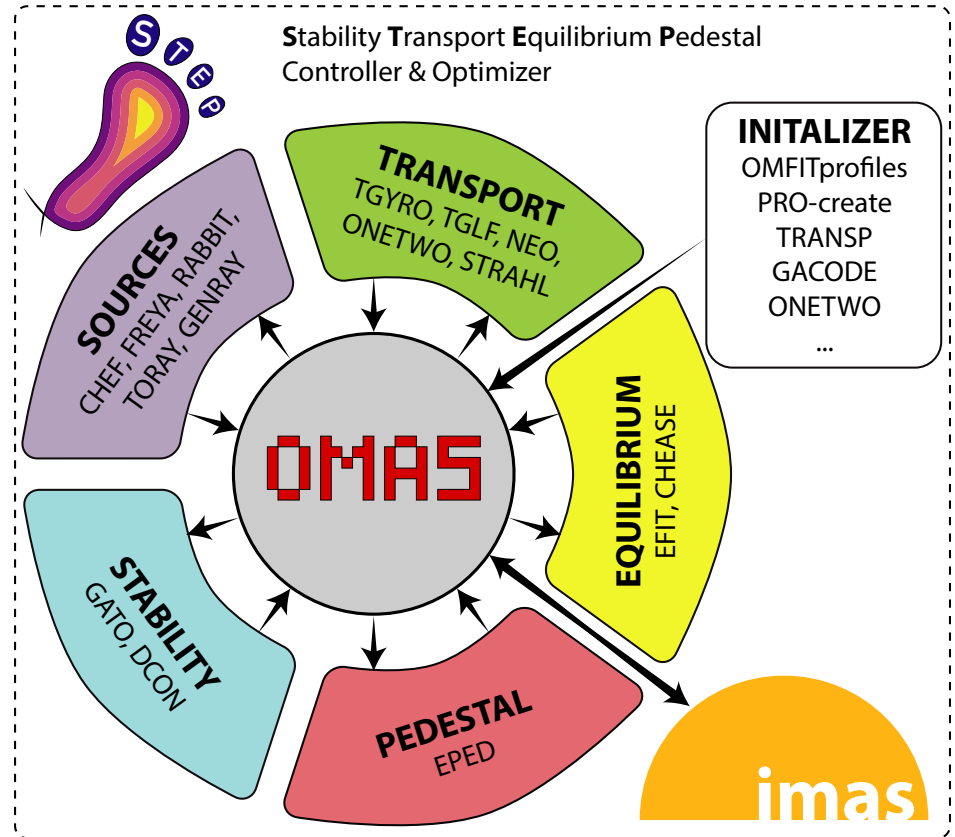 STEP
Stability Transport Equilibrium Pedestal
Controller & Optimizer
INITALIZER
OMFITprofiles
PRO-create
TRANSP
GACODE
ONETWO
...
TRANSPORT
TGYRO, TGLF, NEO,
ONETWO, STRAHL
SOURCES
CHEF, FREYA, RABBIT,
TORAY, GENRAY
OMAS
EQUILIBRIUM
EFIT, CHEASE
STABILITY
GATO, DCON
PEDESTAL
EPED
imas